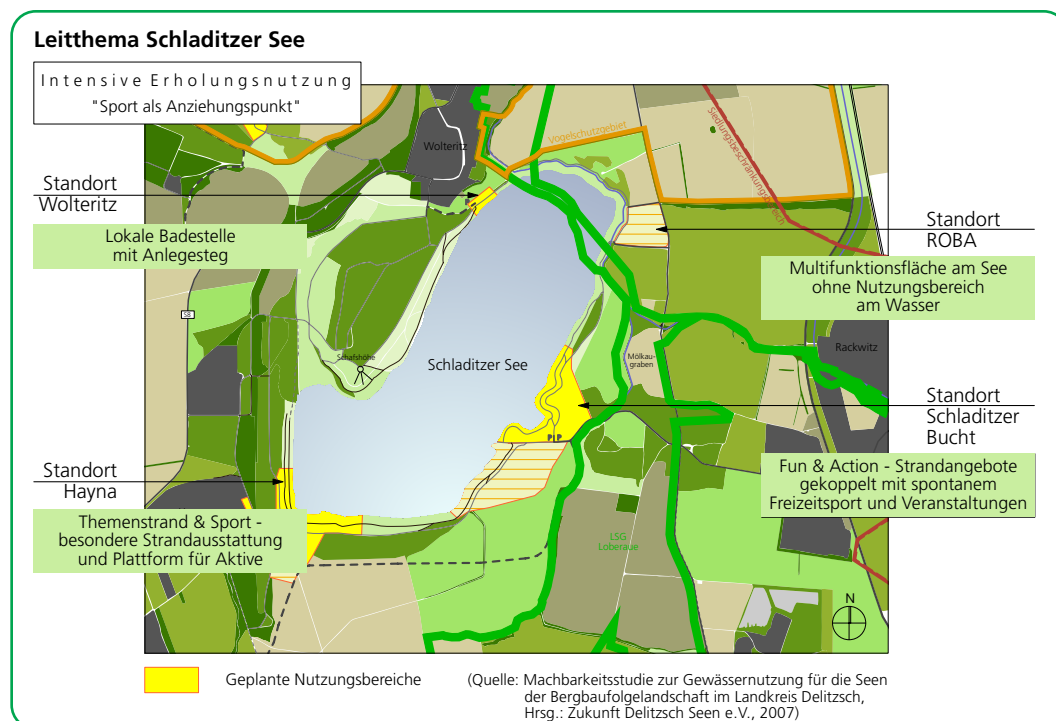 Leitthema Schladitzer See
Intensive Erholungsnutzung
"Sport als Anziehungspunkt"
Wolteritz
Vogelschutzgebiet
Siedlungsbeschränkungsbereich
Standort
Wolteritz
Lokale Badestelle
mit Anlegesteg
Standort
ROBA
Multifunktionsfläche am See
ohne Nutzungsbereich
am Wasser
S8
Schafshöhe
Schladitzer See
Mölkau-
graben
Rackwitz
Standort
Schladitzer
Bucht
P P
Fun & Action - Strandangebote
gekoppelt mit spontanem
Freizeitsport und Veranstaltungen
Standort
Hayna
Themenstrand & Sport -
besondere Strandausstattung
und Plattform für Aktive
LSG
Loberaue
N
Geplante Nutzungsbereiche
(Quelle: Machbarkeitsstudie zur Gewässernutzung für die Seen
der Bergbaufolgelandschaft im Landkreis Delitzsch,
Hrsg.: Zukunft Delitzsch Seen e.V., 2007)